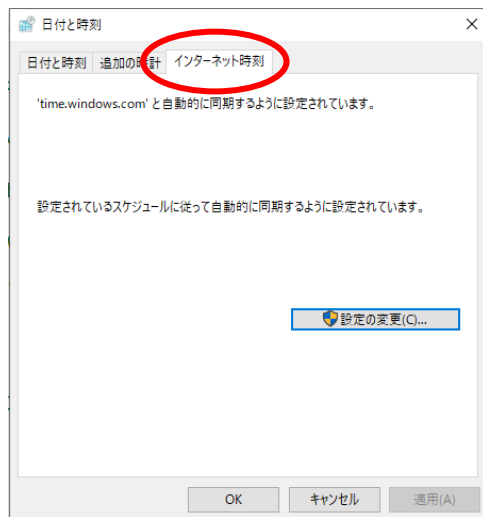 日付と時刻
日付と時刻 追加の時計 インターネット時刻
'time.windows.com' と自動的に同期するように設定されています。
設定されているスケジュールに従って自動的に同期するように設定されています。
設定の変更(C)...
OK キャンセル 適用(A)